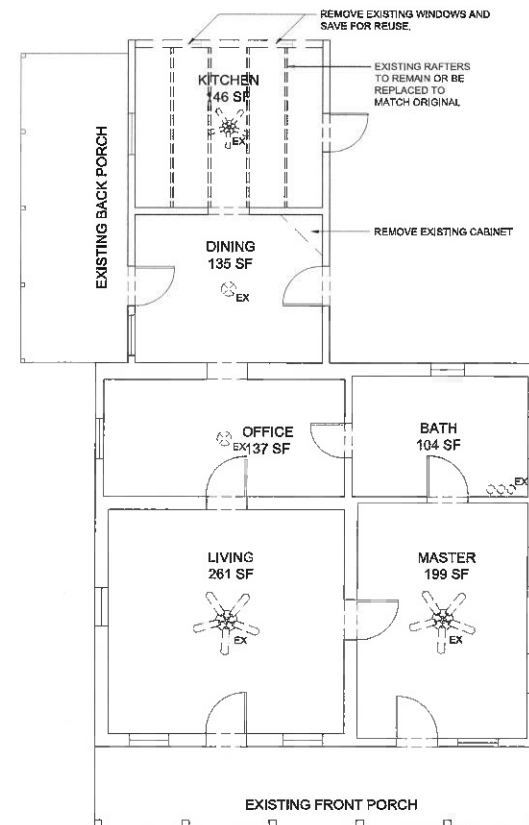 REMOVE EXISTING WINDOWS AND
SAVE FOR REUSE.
EXISTING RAFTERS
TO REMAIN OR BE
REPLACED TO
MATCH ORIGINAL
KITCHEN
146 SF
EX
EXISTING BACK PORCH
REMOVE EXISTING CABINET
DINING
135 SF
EX
OFFICE
137 SF
EX
BATH
104 SF
EX
LIVING
261 SF
EX
MASTER
199 SF
EX
EXISTING FRONT PORCH